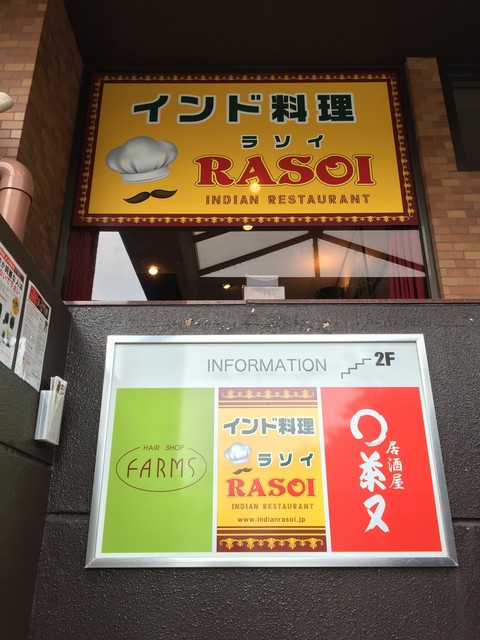 インド料理
ラソイ
RASOI
INDIAN RESTAURANT
INFORMATION
2F
HAIR SHOP
FARMS
インド料理
ラソイ
RASOI
INDIAN RESTAURANT
www.indianrasoi.jp
居酒屋